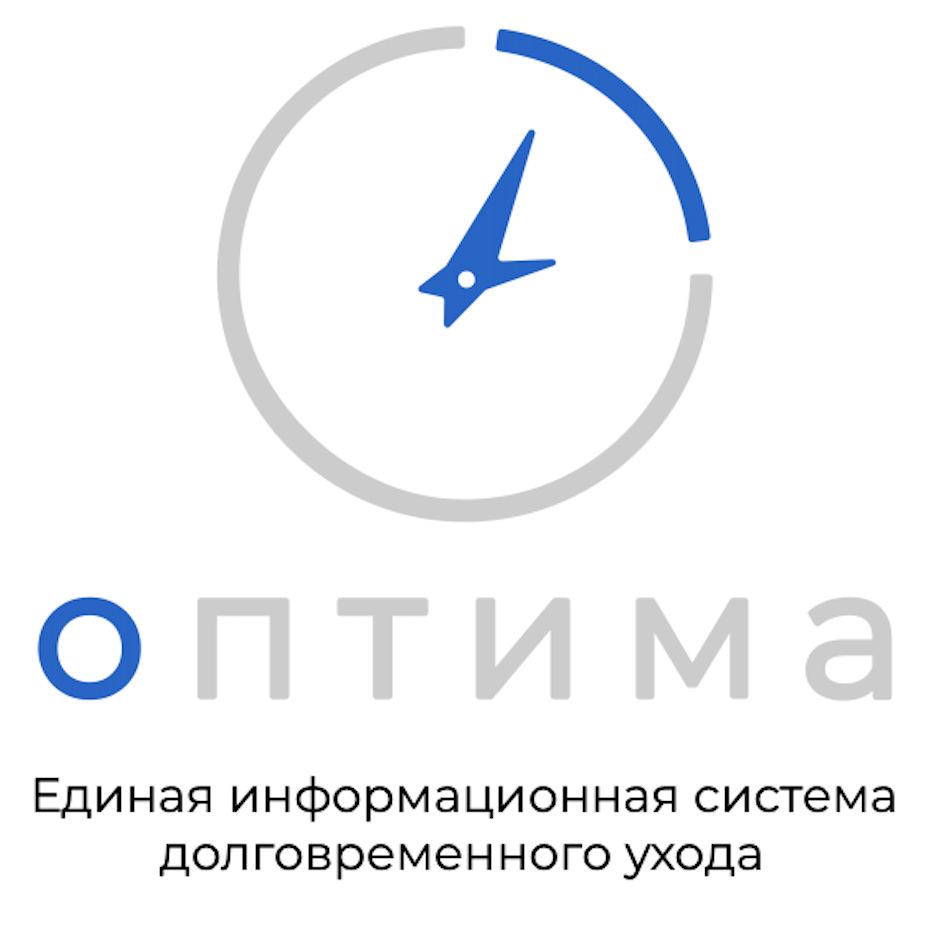 оптима
Единая информационная система
долговременного ухода